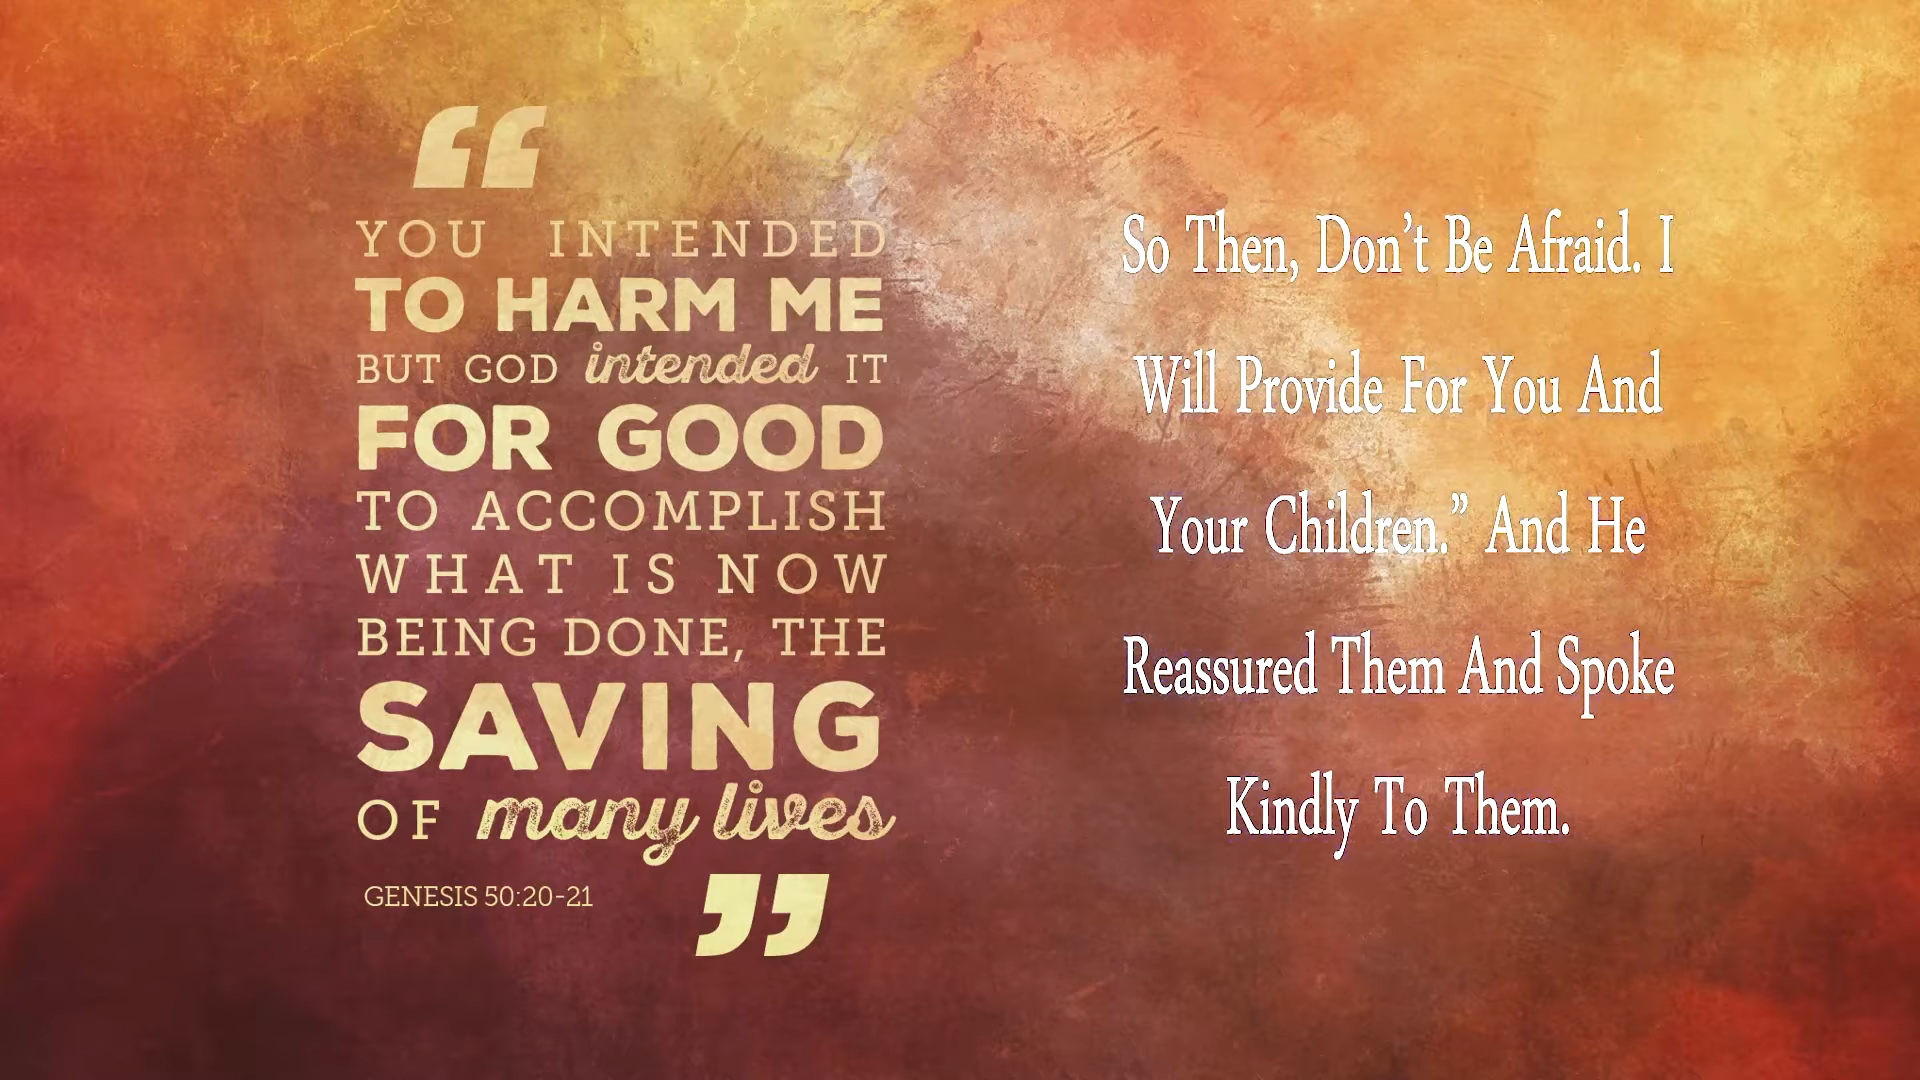 “
YOU INTENDED
TO HARM ME
BUT GOD intended IT
FOR GOOD
TO ACCOMPLISH
WHAT IS NOW
BEING DONE, THE
SAVING
OF many lives
”
GENESIS 50:20-21
So Then, Don’t Be Afraid. I
Will Provide For You And
Your Children.” And He
Reassured Them And Spoke
Kindly To Them.